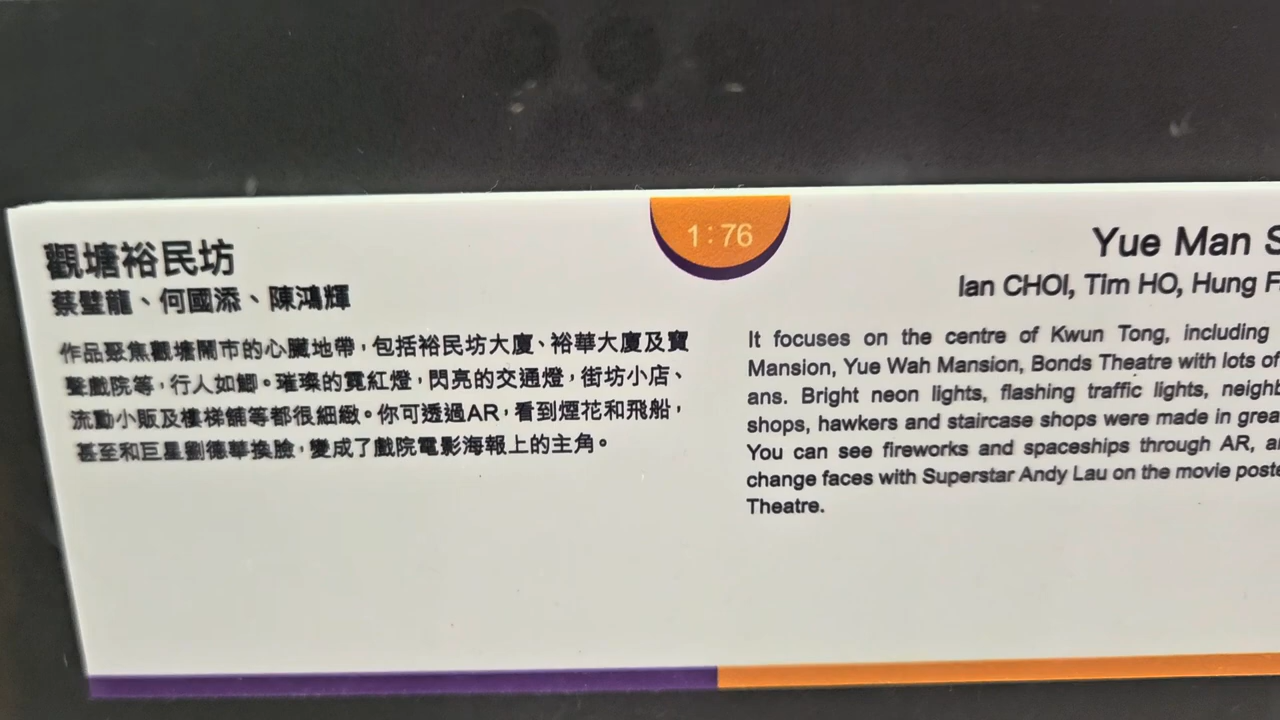 觀塘裕民坊
蔡璧龍、何國添、陳鴻輝
作品聚焦觀塘鬧市的心臟地帶，包括裕民坊大廈、裕華大廈及寶
聲戲院等，行人如鯽。璀璨的霓紅燈，閃亮的交通燈，街坊小店、
流動小販及樓梯舖等都很細緻。你可透過AR，看到煙花和飛船，
甚至和巨星劉德華換臉，變成了戲院電影海報上的主角。
1:76
Yue Man
Ian CHOI, Tim HO, Hung
It focuses on the centre of Kwun Tong, including
Mansion, Yue Wah Mansion, Bonds Theatre with lots of
ans. Bright neon lights, flashing traffic lights,
shops, hawkers and staircase shops were made in
You can see fireworks and spaceships through AR,
change faces with Superstar Andy Lau on the movie
Theatre.